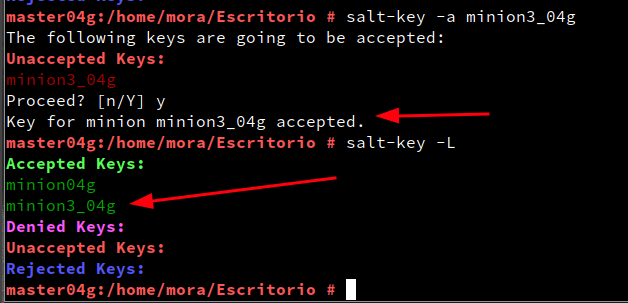 Rejected Keys:
master04g:/home/mora/Escritorio # salt-key -a minion3_04g
The following keys are going to be accepted:
Unaccepted Keys:
minion3_04g
Proceed? [n/Y] y
Key for minion minion3_04g accepted.
master04g:/home/mora/Escritorio # salt-key -L
Accepted Keys:
minion04g
minion3_04g
Denied Keys:
Unaccepted Keys:
Rejected Keys:
master04g:/home/mora/Escritorio #